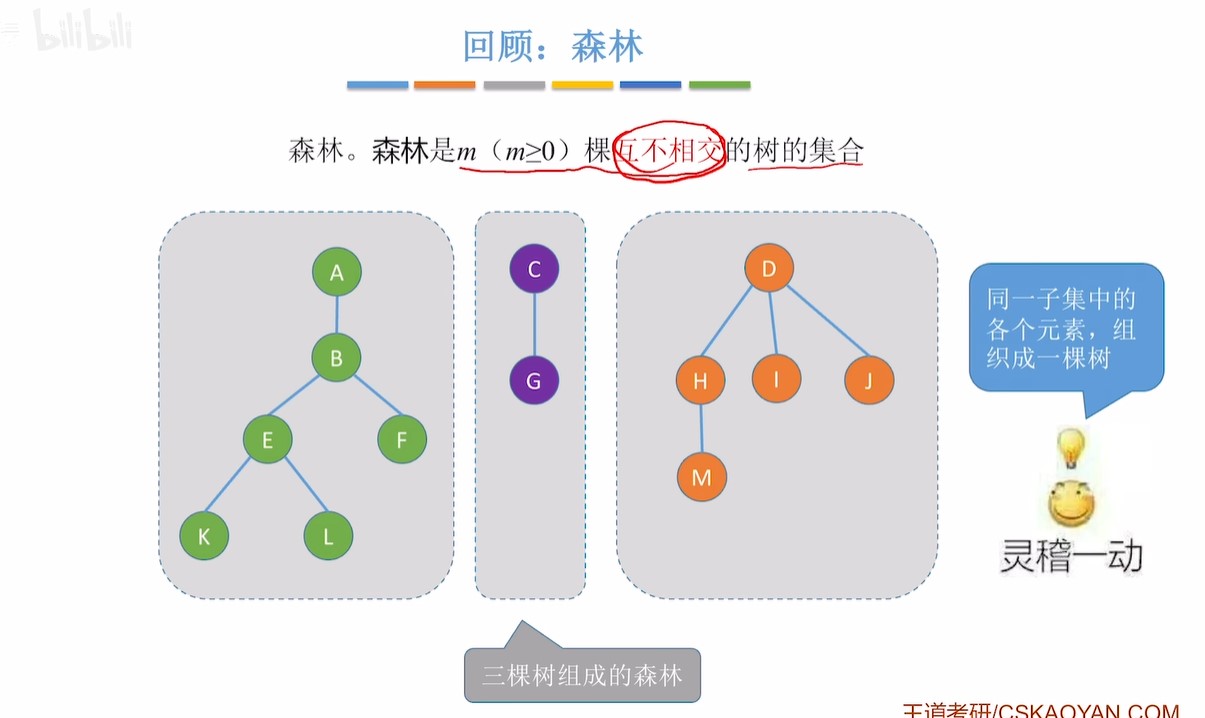 bilibili
回顾：森林
森林。森林是m（m≥0）棵互不相交的树的集合
A
B
E
F
K
L
C
G
D
H
I
J
M
同一子集中的
各个元素，组
织成一棵树
灵稽一动
三棵树组成的森林
王道考研/CSKAOYAN.COM